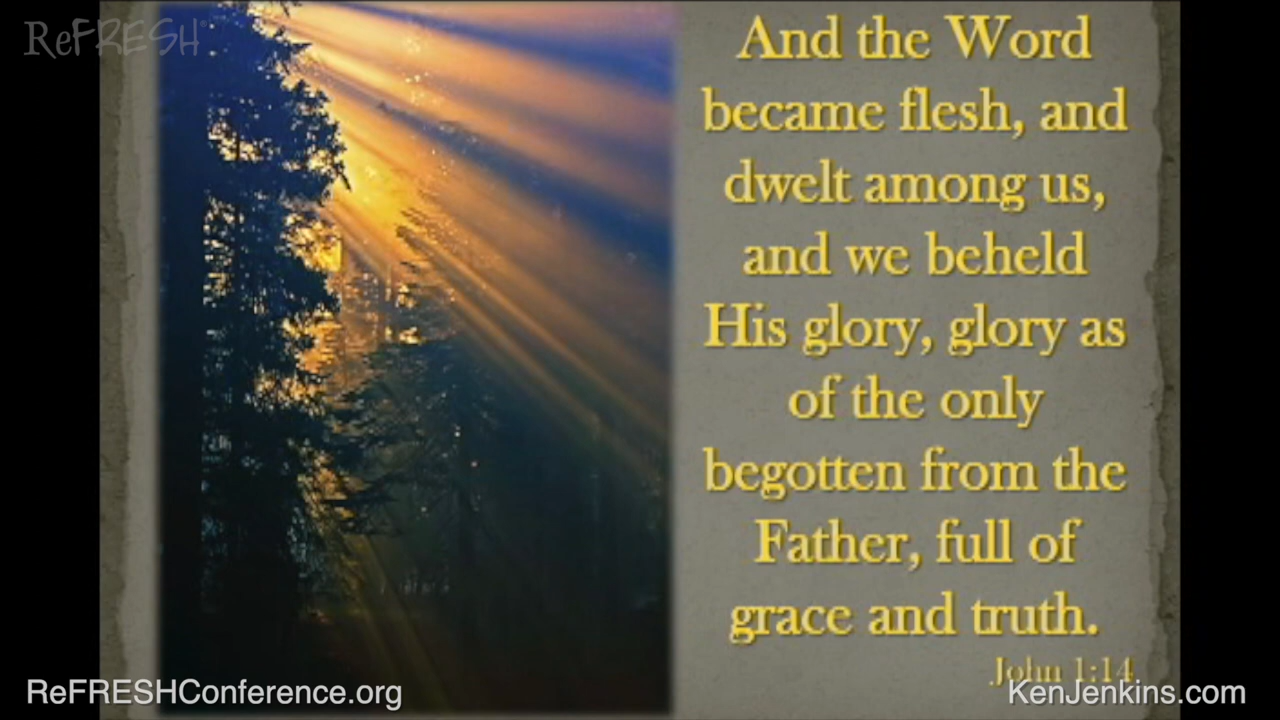 ReFRESH
And the Word
became flesh, and
dwelt among us,
and we beheld
His glory, glory as
of the only
begotten from the
Father, full of
grace and truth.
John 1:14
ReFRESHConference.org
KenJenkins.com